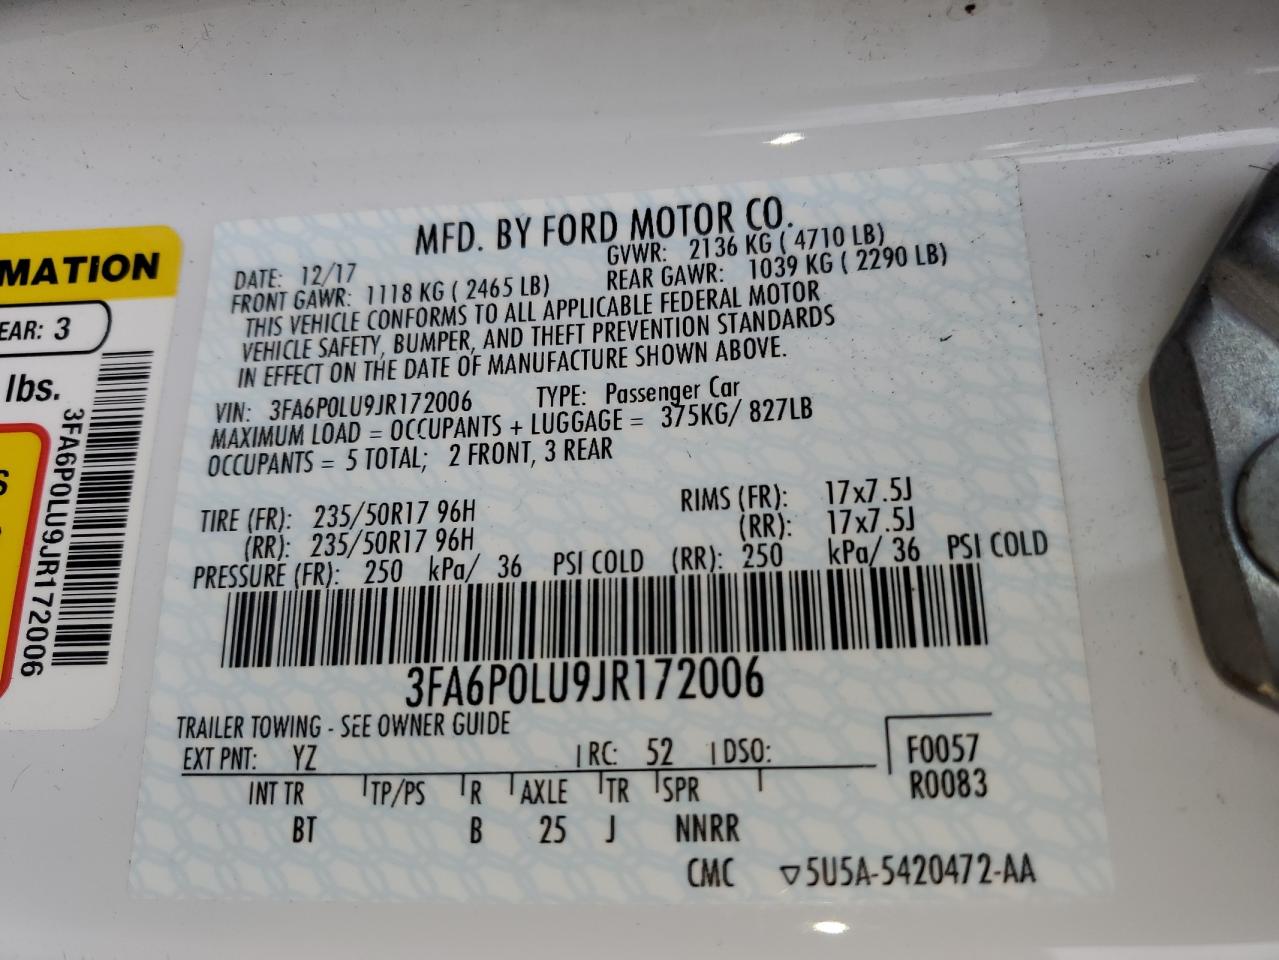 MATION
EAR: 3
lbs.
3FA6P0LU9JR172006
S
MFD. BY FORD MOTOR CO.
DATE: 12/17 GVWR: 2136 KG ( 4710 LB)
FRONT GAWR: 1118 KG ( 2465 LB) REAR GAWR: 1039 KG ( 2290 LB)
THIS VEHICLE CONFORMS TO ALL APPLICABLE FEDERAL MOTOR
VEHICLE SAFETY, BUMPER, AND THEFT PREVENTION STANDARDS
IN EFFECT ON THE DATE OF MANUFACTURE SHOWN ABOVE.
VIN: 3FA6P0LU9JR172006 TYPE: Passenger Car
MAXIMUM LOAD = OCCUPANTS + LUGGAGE = 375KG/ 827LB
OCCUPANTS = 5 TOTAL; 2 FRONT, 3 REAR
TIRE (FR): 235/50R17 96H RIMS (FR): 17x7.5J
(RR): 235/50R17 96H (RR): 17x7.5J
PRESSURE (FR): 250 kPa/ 36 PSI COLD (RR): 250 kPa/ 36 PSI COLD
3FA6P0LU9JR172006
TRAILER TOWING - SEE OWNER GUIDE
EXT PNT: YZ RC: 52 DSO: F0057
R0083
INT TR TP/PS R AXLE TR SPR
BT B 25 J NNRR
CMC ▽5U5A-5420472-AA